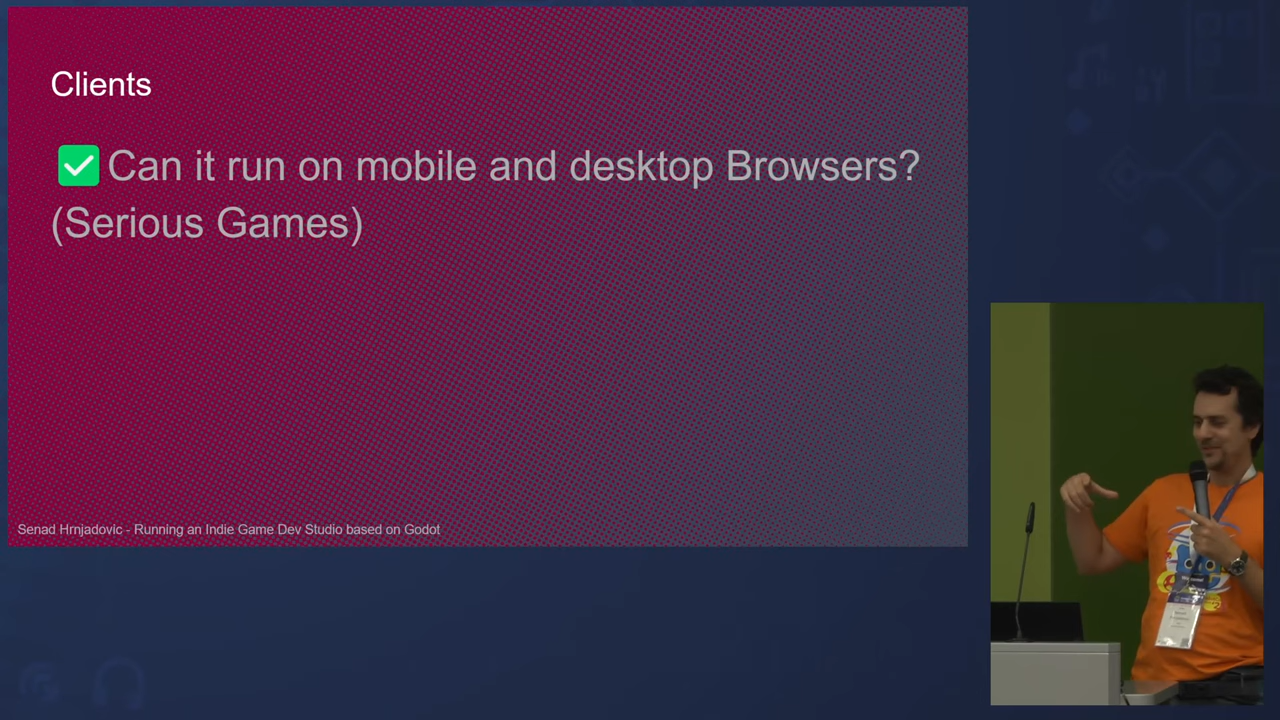 Clients
✅ Can it run on mobile and desktop Browsers?
(Serious Games)
Senad Hrnjadovic - Running an Indie Game Dev Studio based on Godot